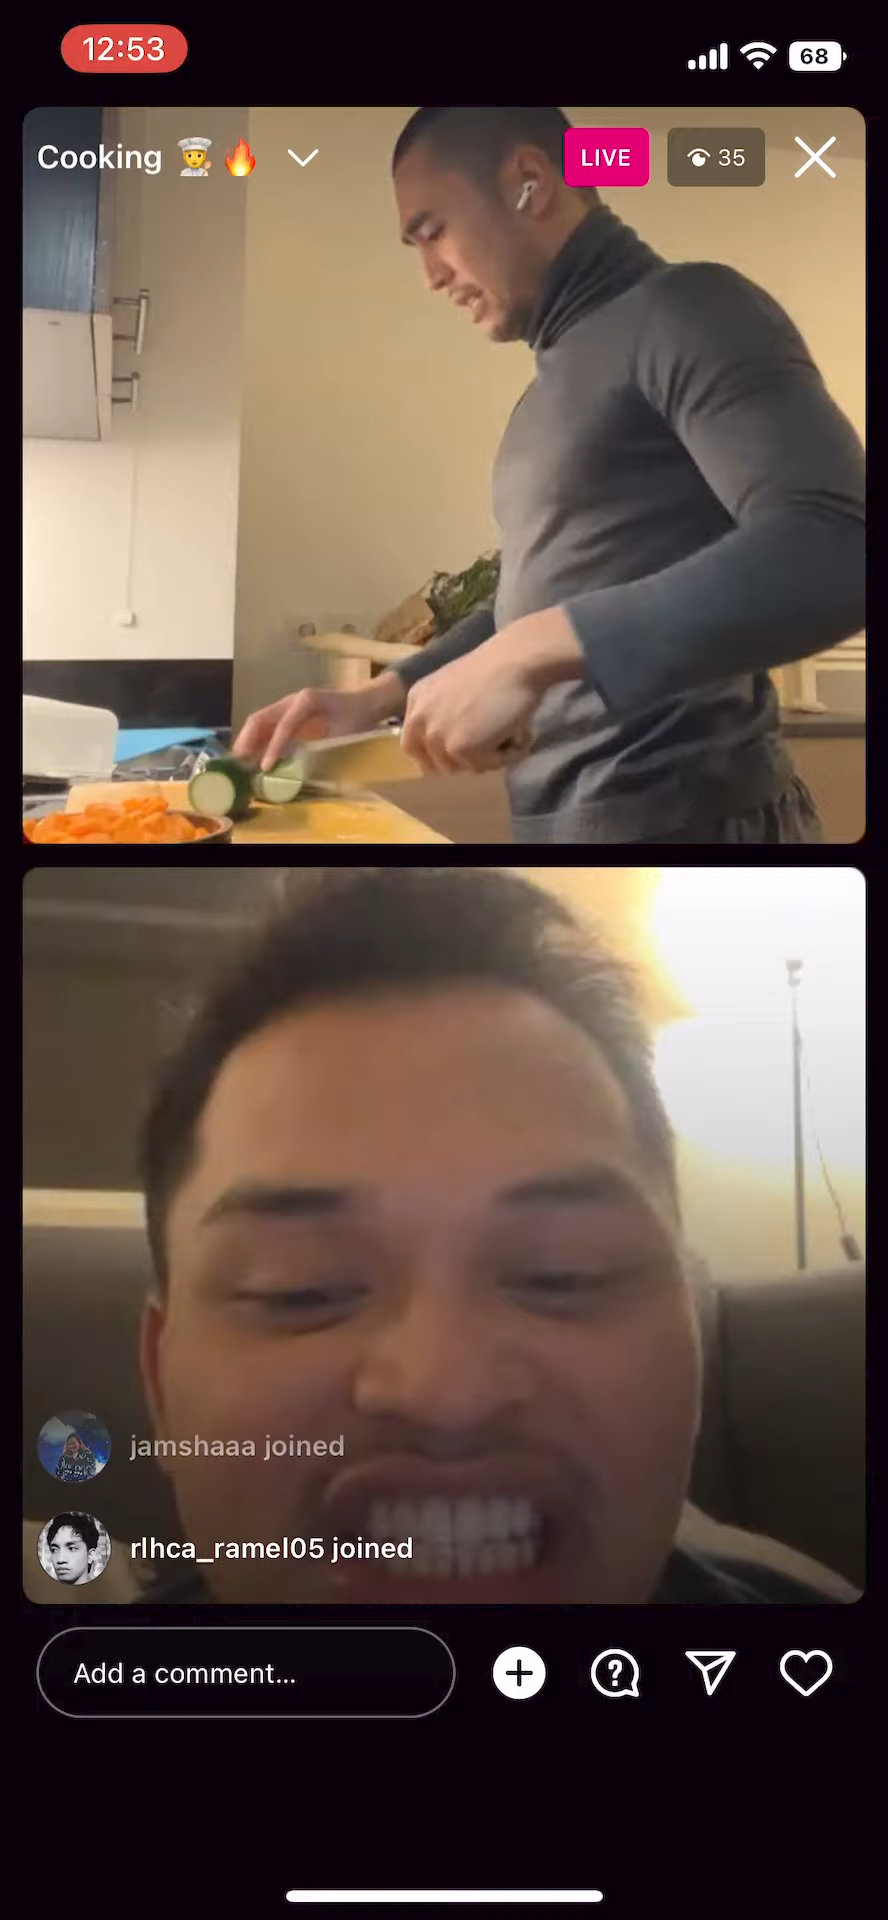 12:53
68
Cooking 🧑‍🍳🔥
LIVE
35
jamshaaa joined
rlhca_ramel05 joined
Add a comment...